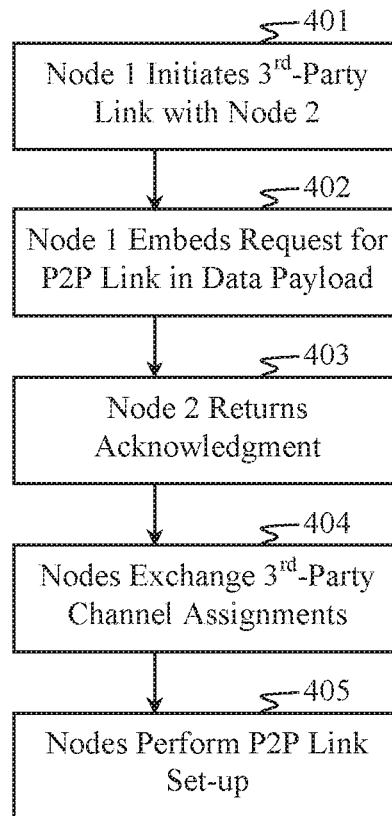 401
Node 1 Initiates 3rd-Party
Link with Node 2
402
Node 1 Embeds Request for
P2P Link in Data Payload
403
Node 2 Returns
Acknowledgment
404
Nodes Exchange 3rd-Party
Channel Assignments
405
Nodes Perform P2P Link
Set-up